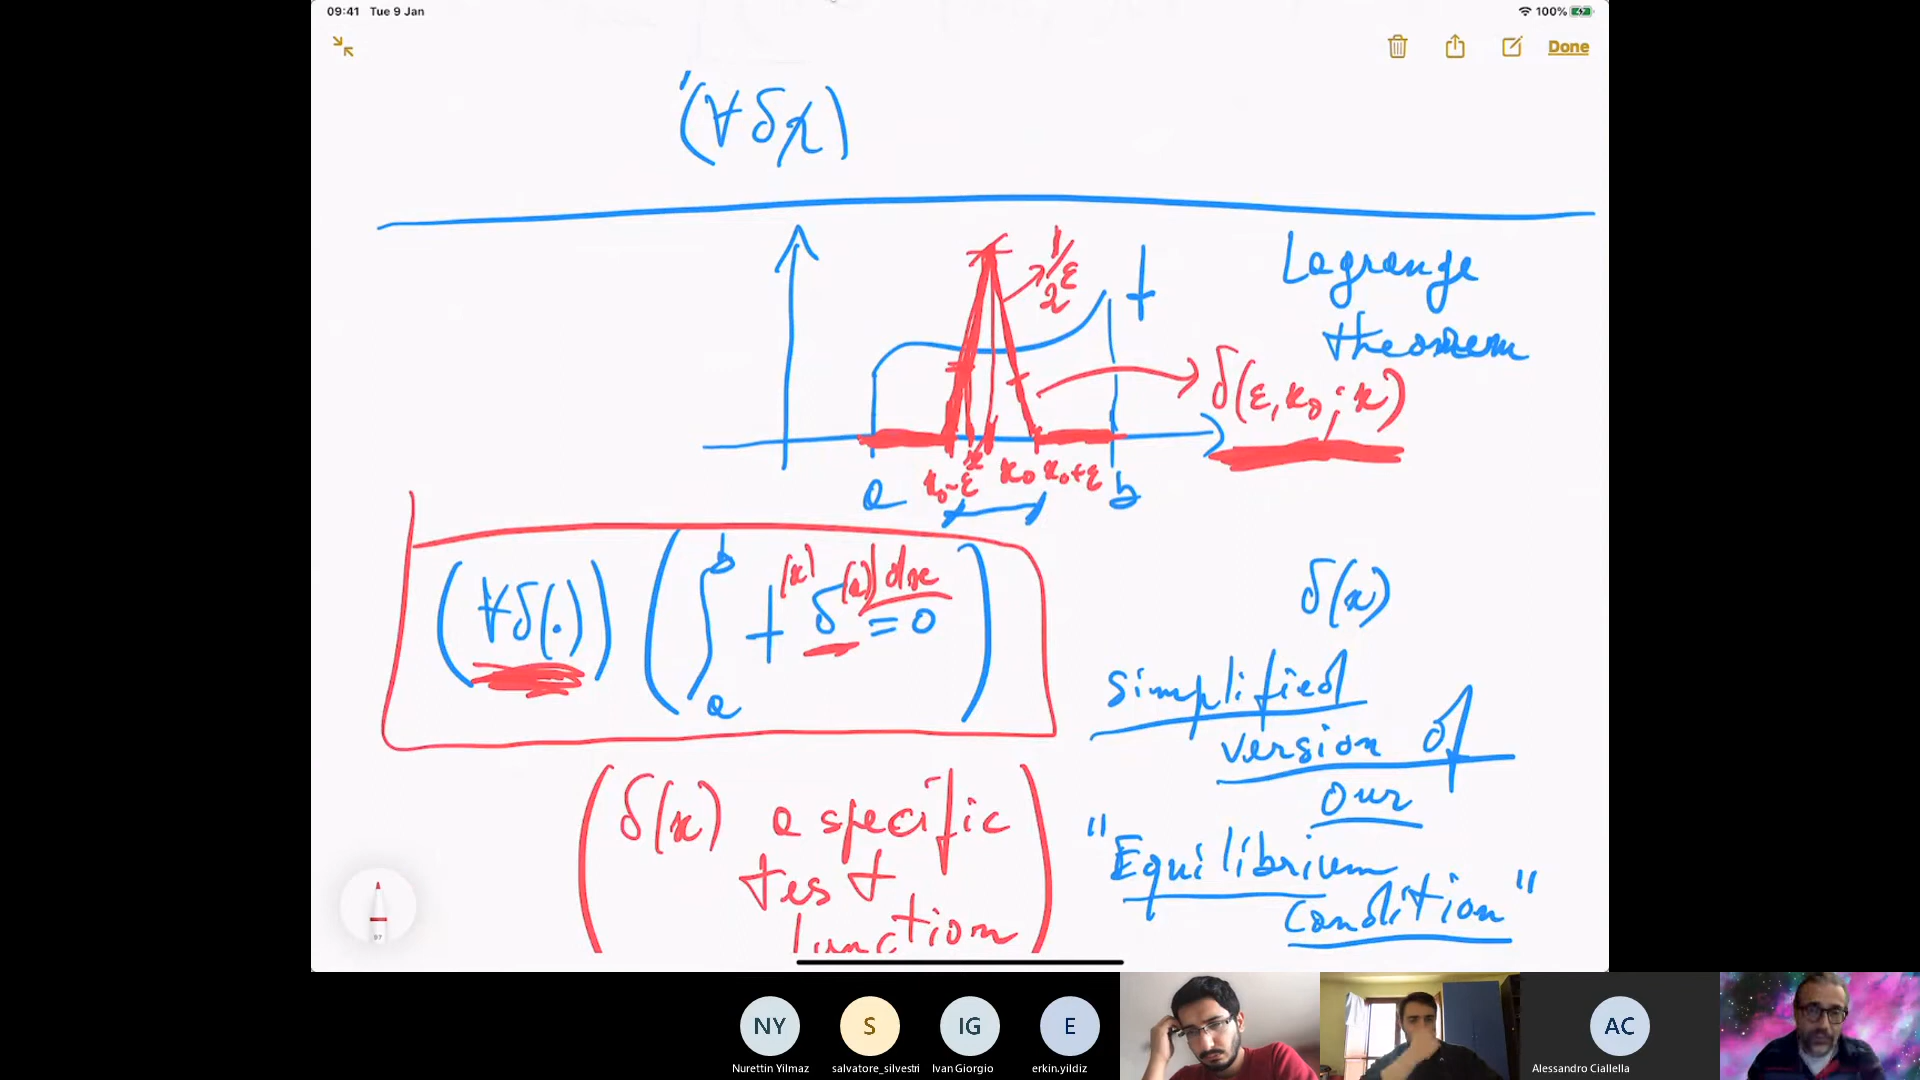 09:41 Tue 9 Jan
100%
Done
(∀δx)
Lagrange
theorem
1/2ε
f
δ(ε, x₀; x)
a x₀-ε x x₀ x₀+ε b
(∀δ(·)) (∫ₐᵇ f(x) δ(x) dx = 0)
δ(x)
simplified
version of
our
"Equilibrium
condition"
(δ(x) a specific
test
function)
97
NY
S
IG
E
AC
Nurettin Yilmaz
salvatore_silvestri
Ivan Giorgio
erkin.yildiz
Alessandro Ciallella